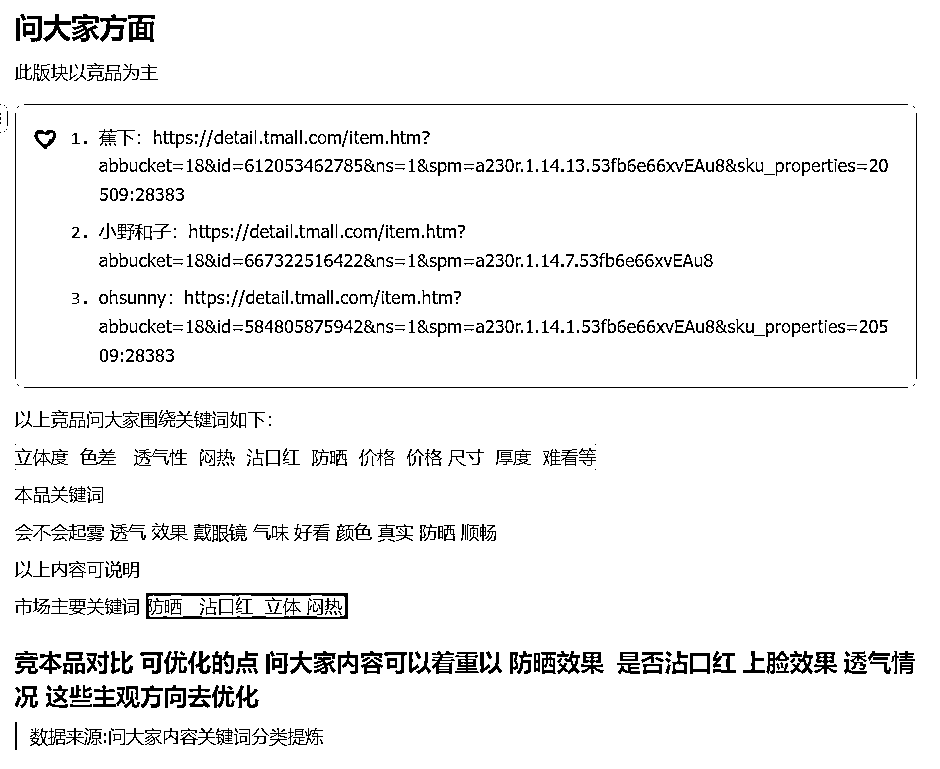 问大家方面
此版块以竞品为主
1. 蕉下：https://detail.tmall.com/item.htm?
abbucket=18&id=612053462785&ns=1&spm=a230r.1.14.13.53fb6e66xvEAu8&sku_properties=20
509:28383
2. 小野和子：https://detail.tmall.com/item.htm?
abbucket=18&id=667322516422&ns=1&spm=a230r.1.14.7.53fb6e66xvEAu8
3. ohsunny：https://detail.tmall.com/item.htm?
abbucket=18&id=584805875942&ns=1&spm=a230r.1.14.1.53fb6e66xvEAu8&sku_properties=205
09:28383
以上竞品问大家围绕关键词如下：
立体度 色差 透气性 闷热 沾口红 防晒 价格 价格 尺寸 厚度 难看等
本品关键词
会不会起雾 透气 效果 戴眼镜 气味 好看 颜色 真实 防晒 顺畅
以上内容可说明
市场主要关键词 防晒 沾口红 立体 闷热
竞本品对比 可优化的点 问大家内容可以着重以 防晒效果 是否沾口红 上脸效果 透气情
况 这些主观方向去优化
数据来源:问大家内容关键词分类提炼